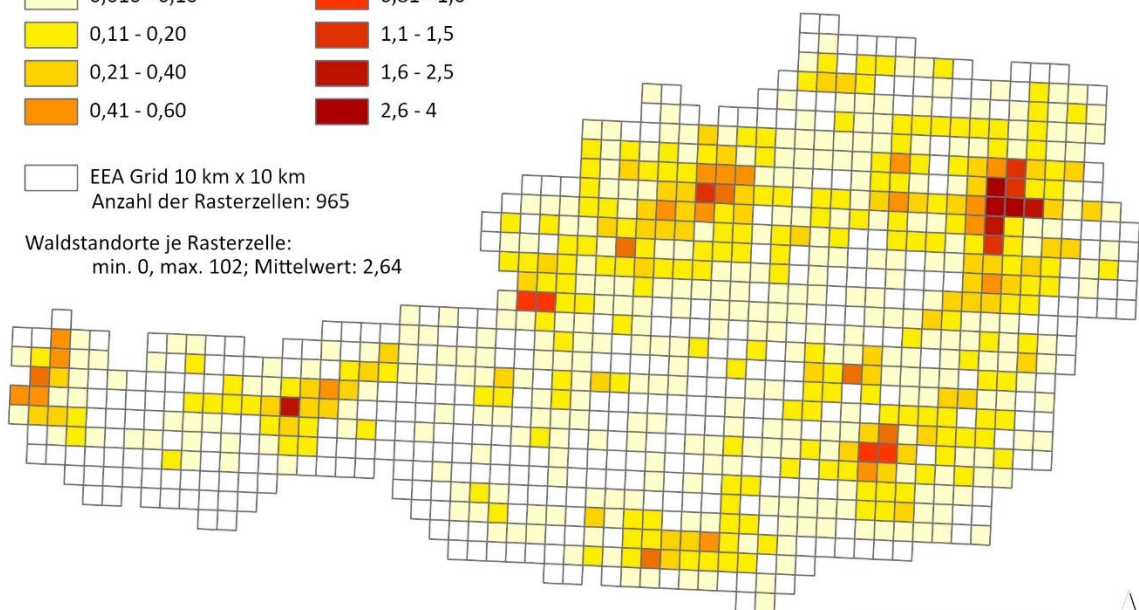 0,11 - 0,20
1,1 - 1,5
0,21 - 0,40
1,6 - 2,5
0,41 - 0,60
2,6 - 4
EEA Grid 10 km x 10 km
Anzahl der Rasterzellen: 965
Waldstandorte je Rasterzelle:
min. 0, max. 102; Mittelwert: 2,64